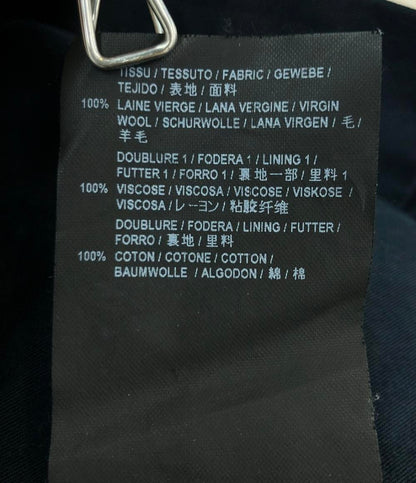 TISSU / TESSUTO / FABRIC / GEWEBE /
TEJIDO / 表地 / 面料
100% LAINE VIERGE / LANA VERGINE / VIRGIN
WOOL / SCHURWOLLE / LANA VIRGEN / 毛 /
羊毛
DOUBLURE 1 / FODERA 1 / LINING 1 /
FUTTER 1 / FORRO 1 / 裏地一部 / 里料 1
100% VISCOSE / VISCOSA / VISCOSE / VISKOSE /
VISCOSA / レーヨン / 粘胶纤维
DOUBLURE / FODERA / LINING / FUTTER /
FORRO / 裏地 / 里料
100% COTON / COTONE / COTTON /
BAUMWOLLE / ALGODON / 綿 / 棉